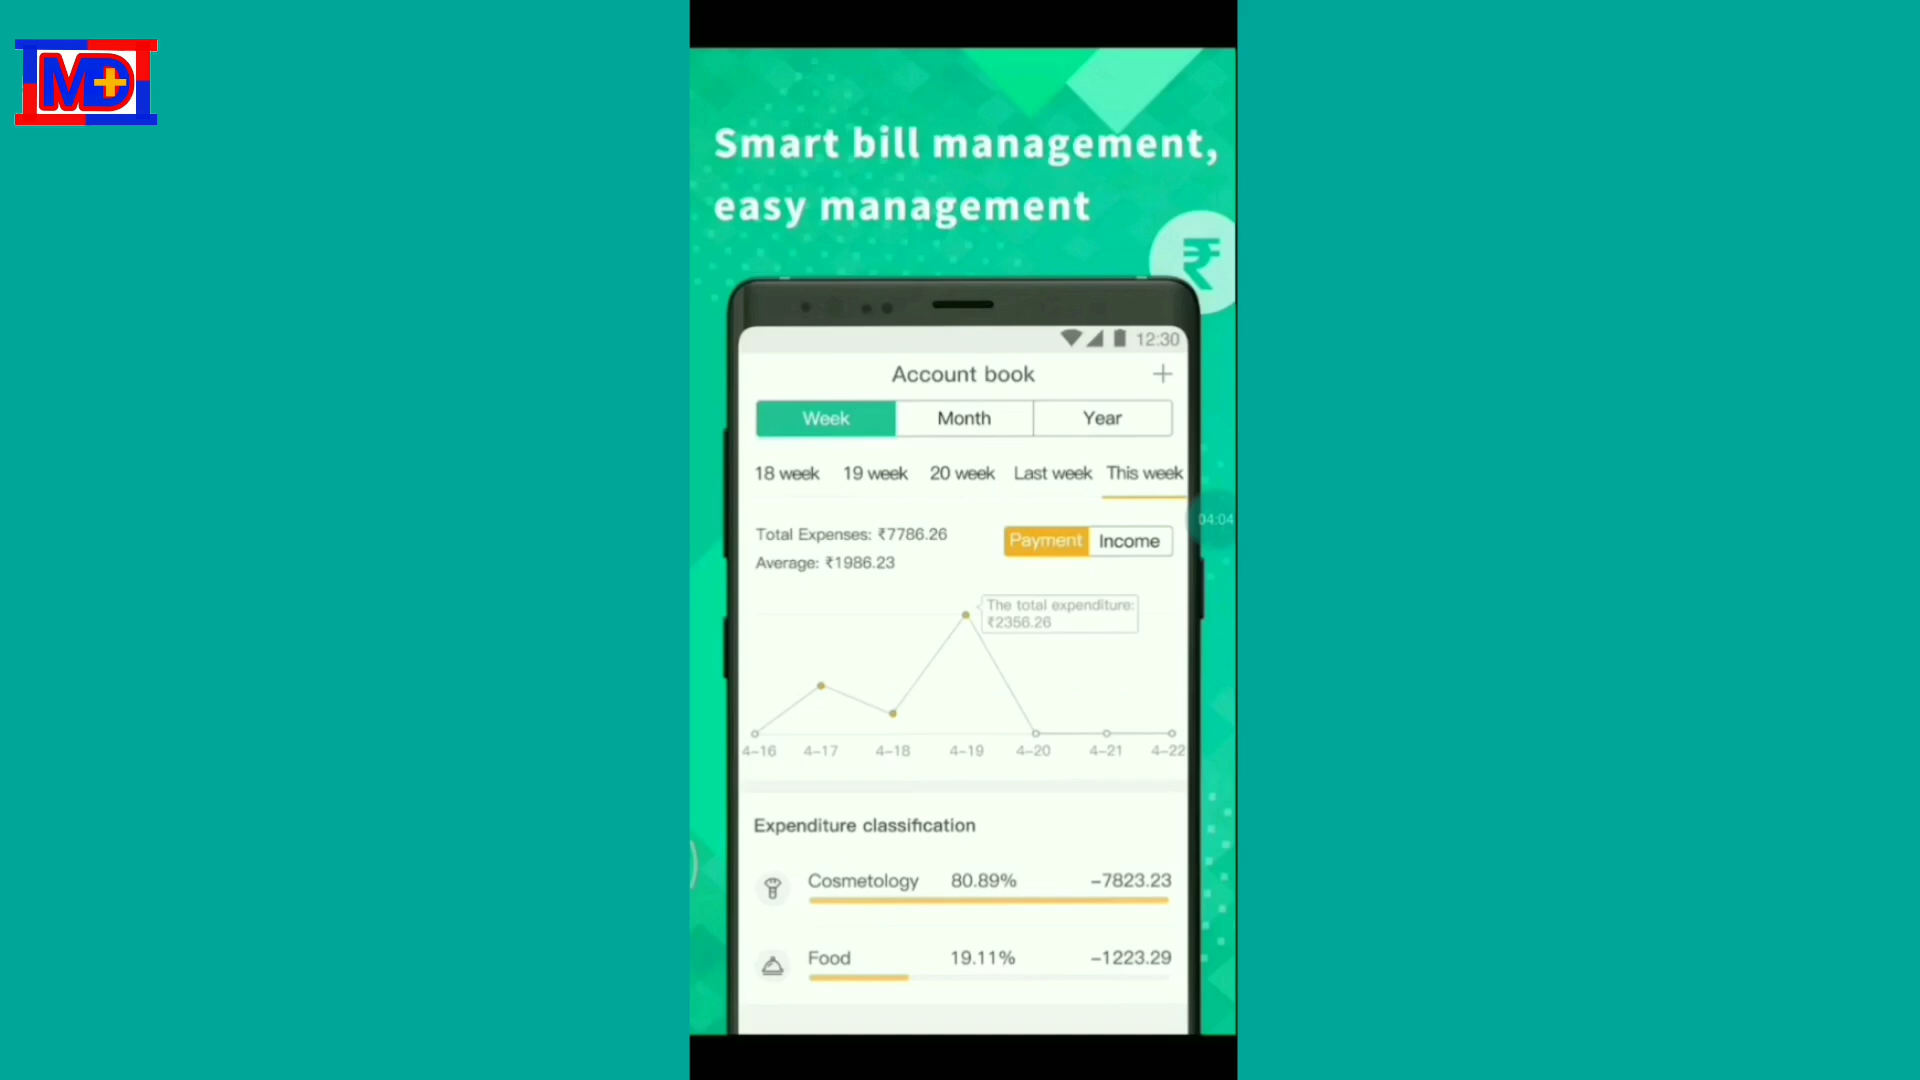 MD+
Smart bill management,
easy management
₹
12:30
Account book
Week Month Year
18 week 19 week 20 week Last week This week
04:04
Total Expenses: ₹7786.26
Payment Income
Average: ₹1986.23
The total expenditure:
₹2356.26
4-16 4-17 4-18 4-19 4-20 4-21 4-22
Expenditure classification
Cosmetology 80.89% -7823.23
Food 19.11% -1223.29